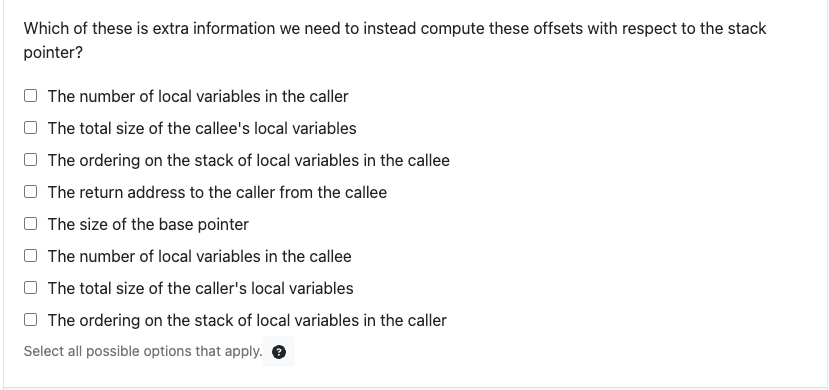 Which of these is extra information we need to instead compute these offsets with respect to the stack
pointer?
The number of local variables in the caller
The total size of the callee's local variables
The ordering on the stack of local variables in the callee
The return address to the caller from the callee
The size of the base pointer
The number of local variables in the callee
The total size of the caller's local variables
The ordering on the stack of local variables in the caller
Select all possible options that apply. ?